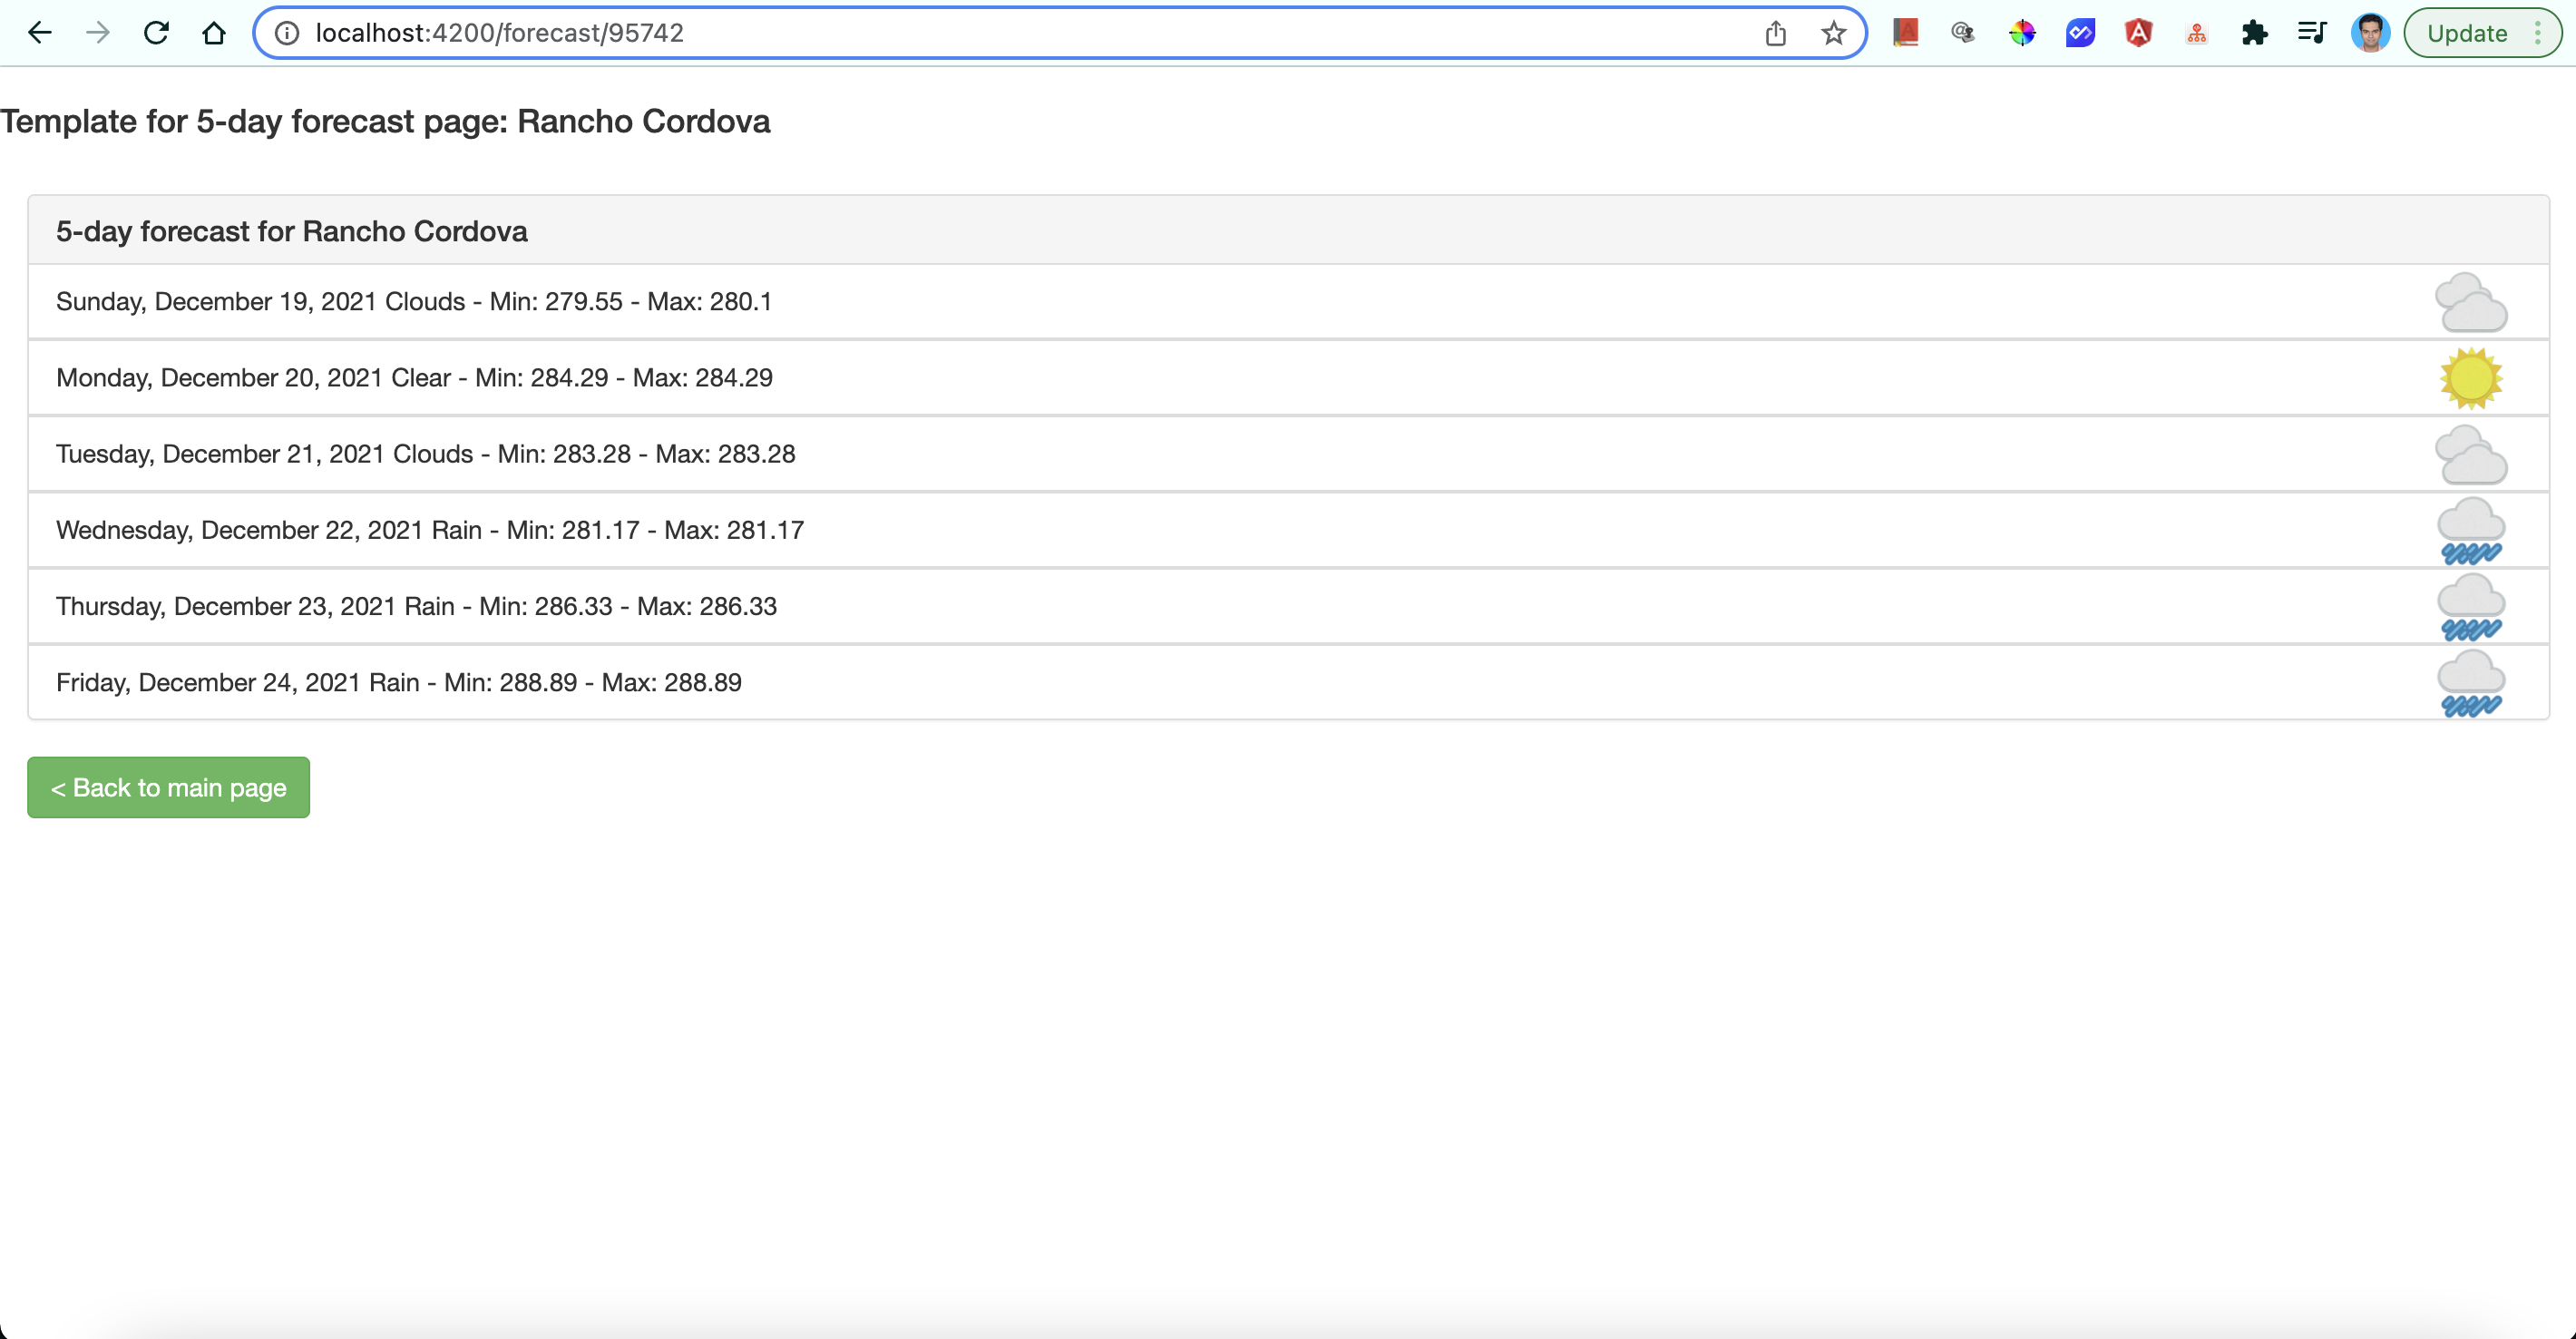 localhost:4200/forecast/95742
Update
Template for 5-day forecast page: Rancho Cordova
5-day forecast for Rancho Cordova
Sunday, December 19, 2021 Clouds - Min: 279.55 - Max: 280.1
Monday, December 20, 2021 Clear - Min: 284.29 - Max: 284.29
Tuesday, December 21, 2021 Clouds - Min: 283.28 - Max: 283.28
Wednesday, December 22, 2021 Rain - Min: 281.17 - Max: 281.17
Thursday, December 23, 2021 Rain - Min: 286.33 - Max: 286.33
Friday, December 24, 2021 Rain - Min: 288.89 - Max: 288.89
< Back to main page